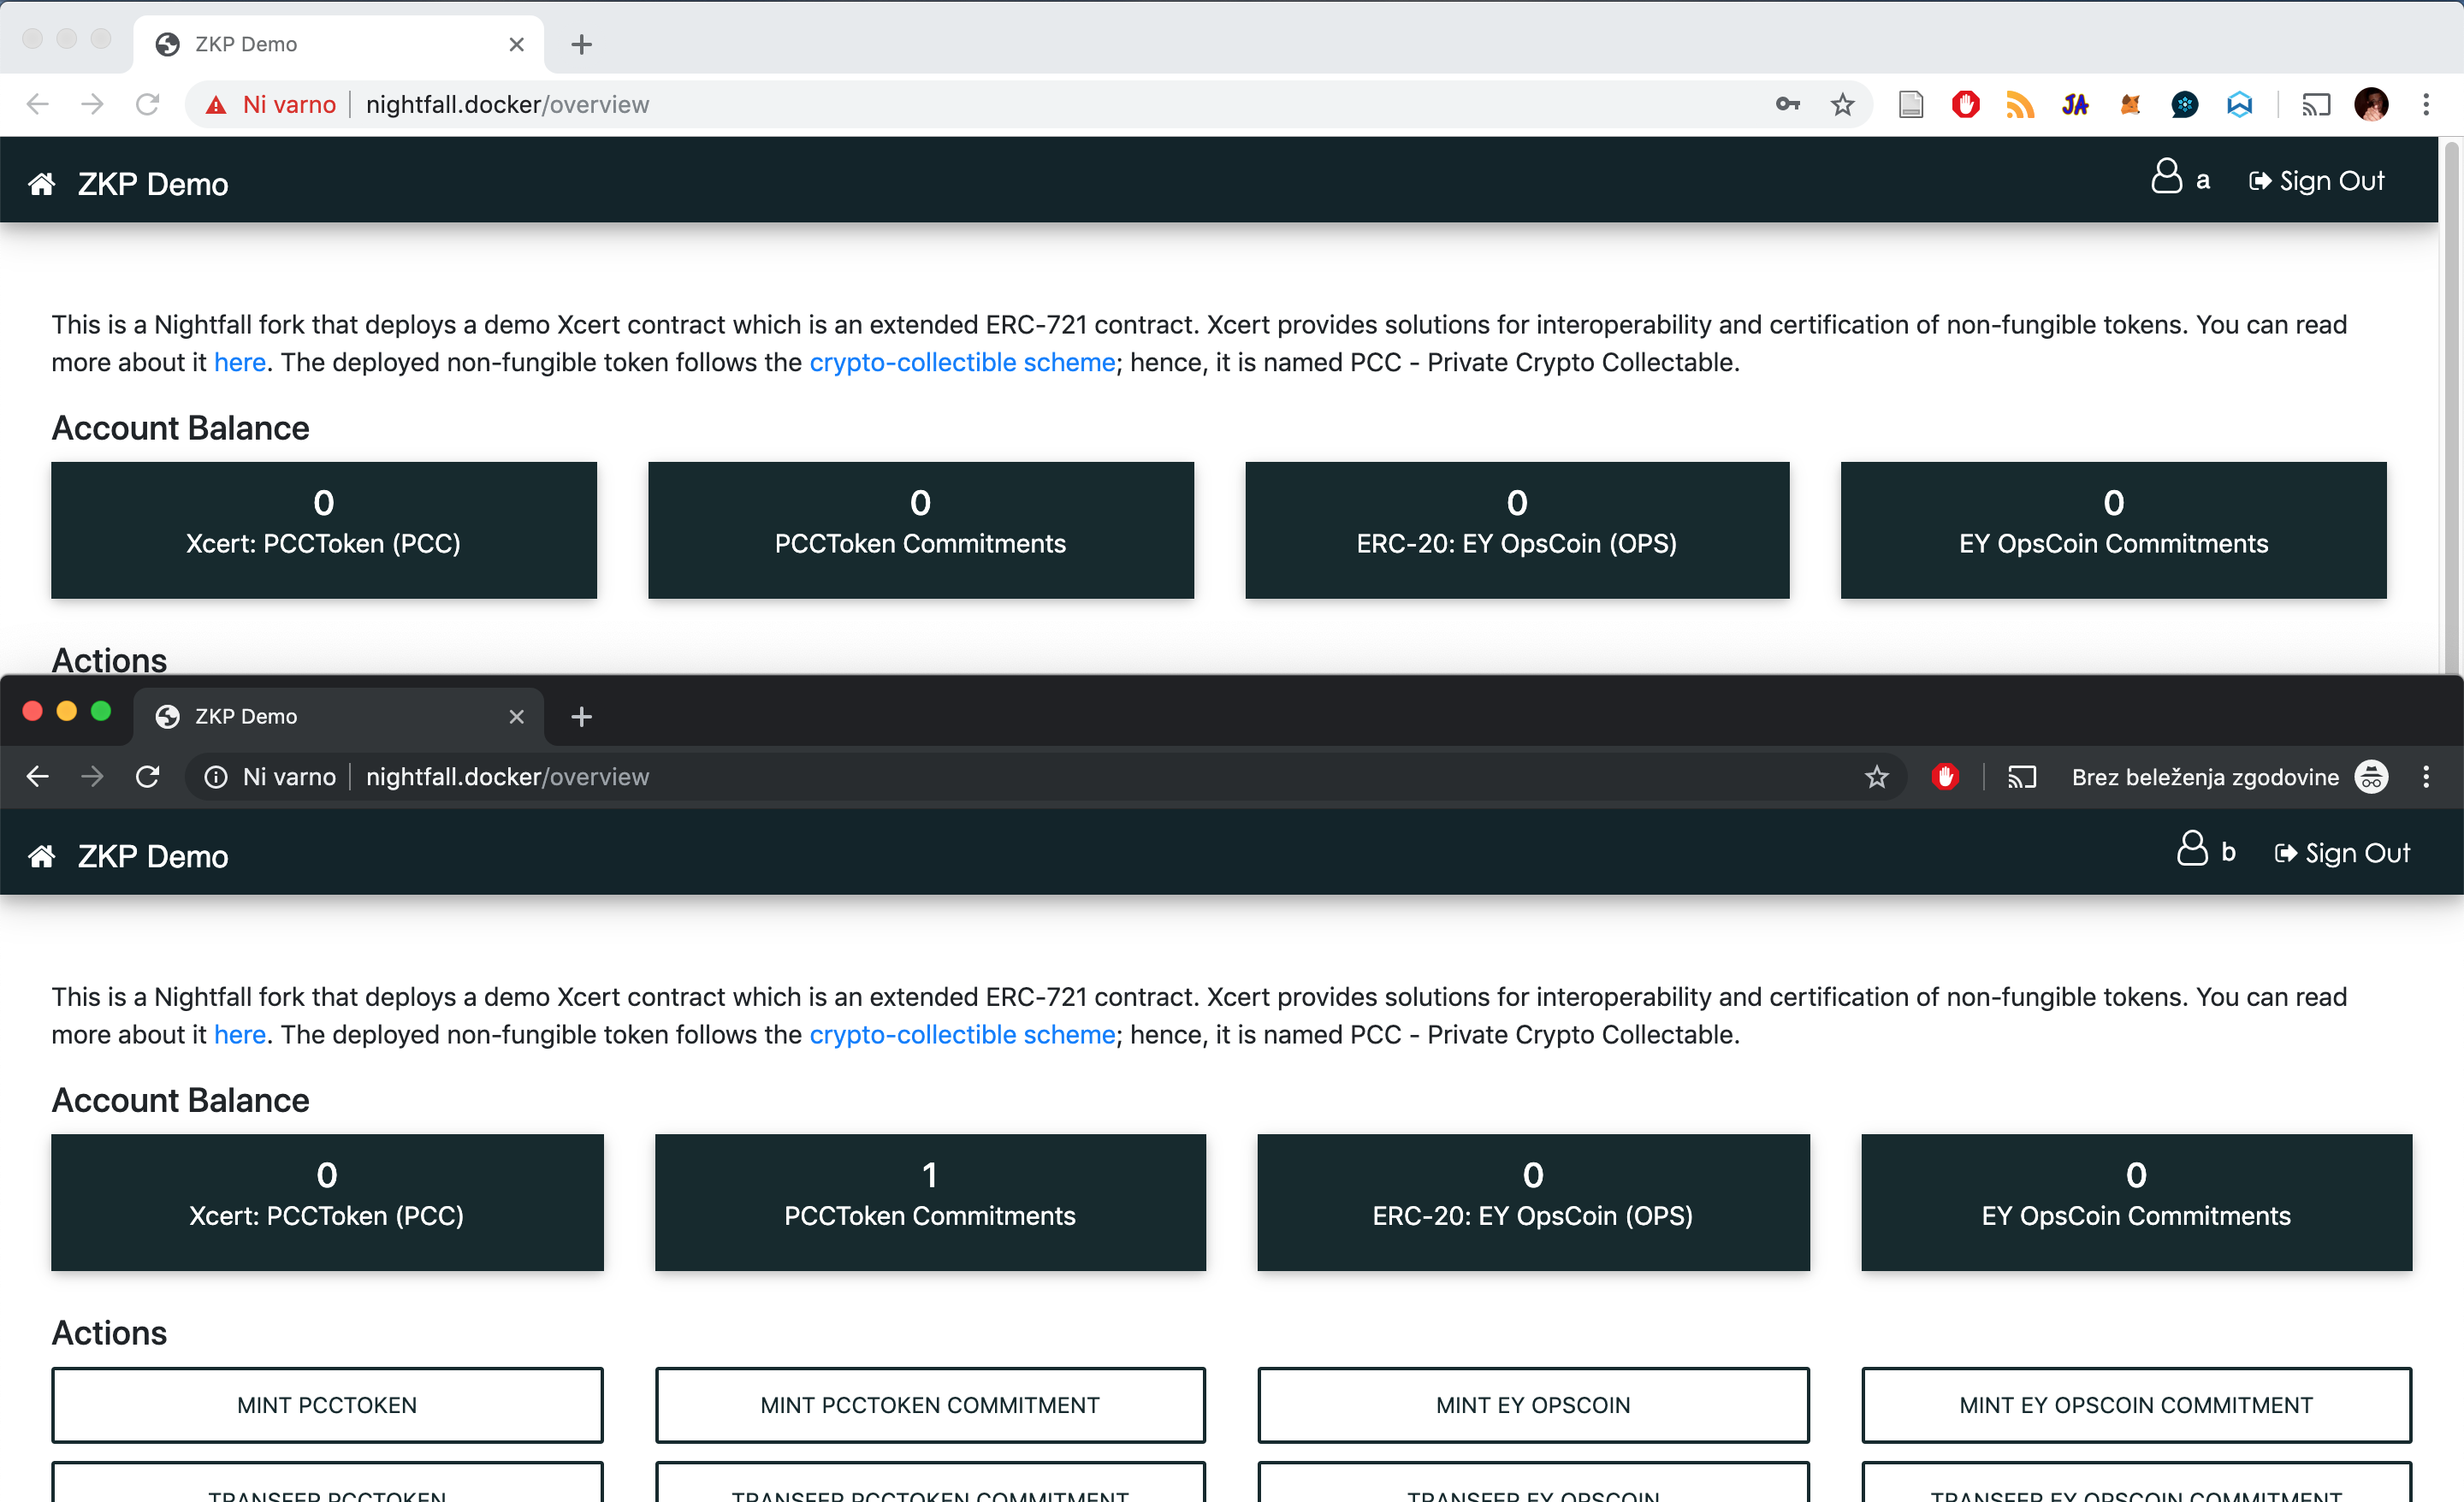 ZKP Demo
Ni varno nightfall.docker/overview
JA
ZKP Demo a Sign Out
This is a Nightfall fork that deploys a demo Xcert contract which is an extended ERC-721 contract. Xcert provides solutions for interoperability and certification of non-fungible tokens. You can read
more about it here. The deployed non-fungible token follows the crypto-collectible scheme; hence, it is named PCC - Private Crypto Collectable.
Account Balance
0 0 0 0
Xcert: PCCToken (PCC) PCCToken Commitments ERC-20: EY OpsCoin (OPS) EY OpsCoin Commitments
Actions
ZKP Demo
Ni varno nightfall.docker/overview Brez beleženja zgodovine
ZKP Demo b Sign Out
This is a Nightfall fork that deploys a demo Xcert contract which is an extended ERC-721 contract. Xcert provides solutions for interoperability and certification of non-fungible tokens. You can read
more about it here. The deployed non-fungible token follows the crypto-collectible scheme; hence, it is named PCC - Private Crypto Collectable.
Account Balance
0 1 0 0
Xcert: PCCToken (PCC) PCCToken Commitments ERC-20: EY OpsCoin (OPS) EY OpsCoin Commitments
Actions
MINT PCCTOKEN MINT PCCTOKEN COMMITMENT MINT EY OPSCOIN MINT EY OPSCOIN COMMITMENT
TRANSFER PCCTOKEN TRANSFER PCCTOKEN COMMITMENT TRANSFER EY OPSCOIN TRANSFER EY OPSCOIN COMMITMENT